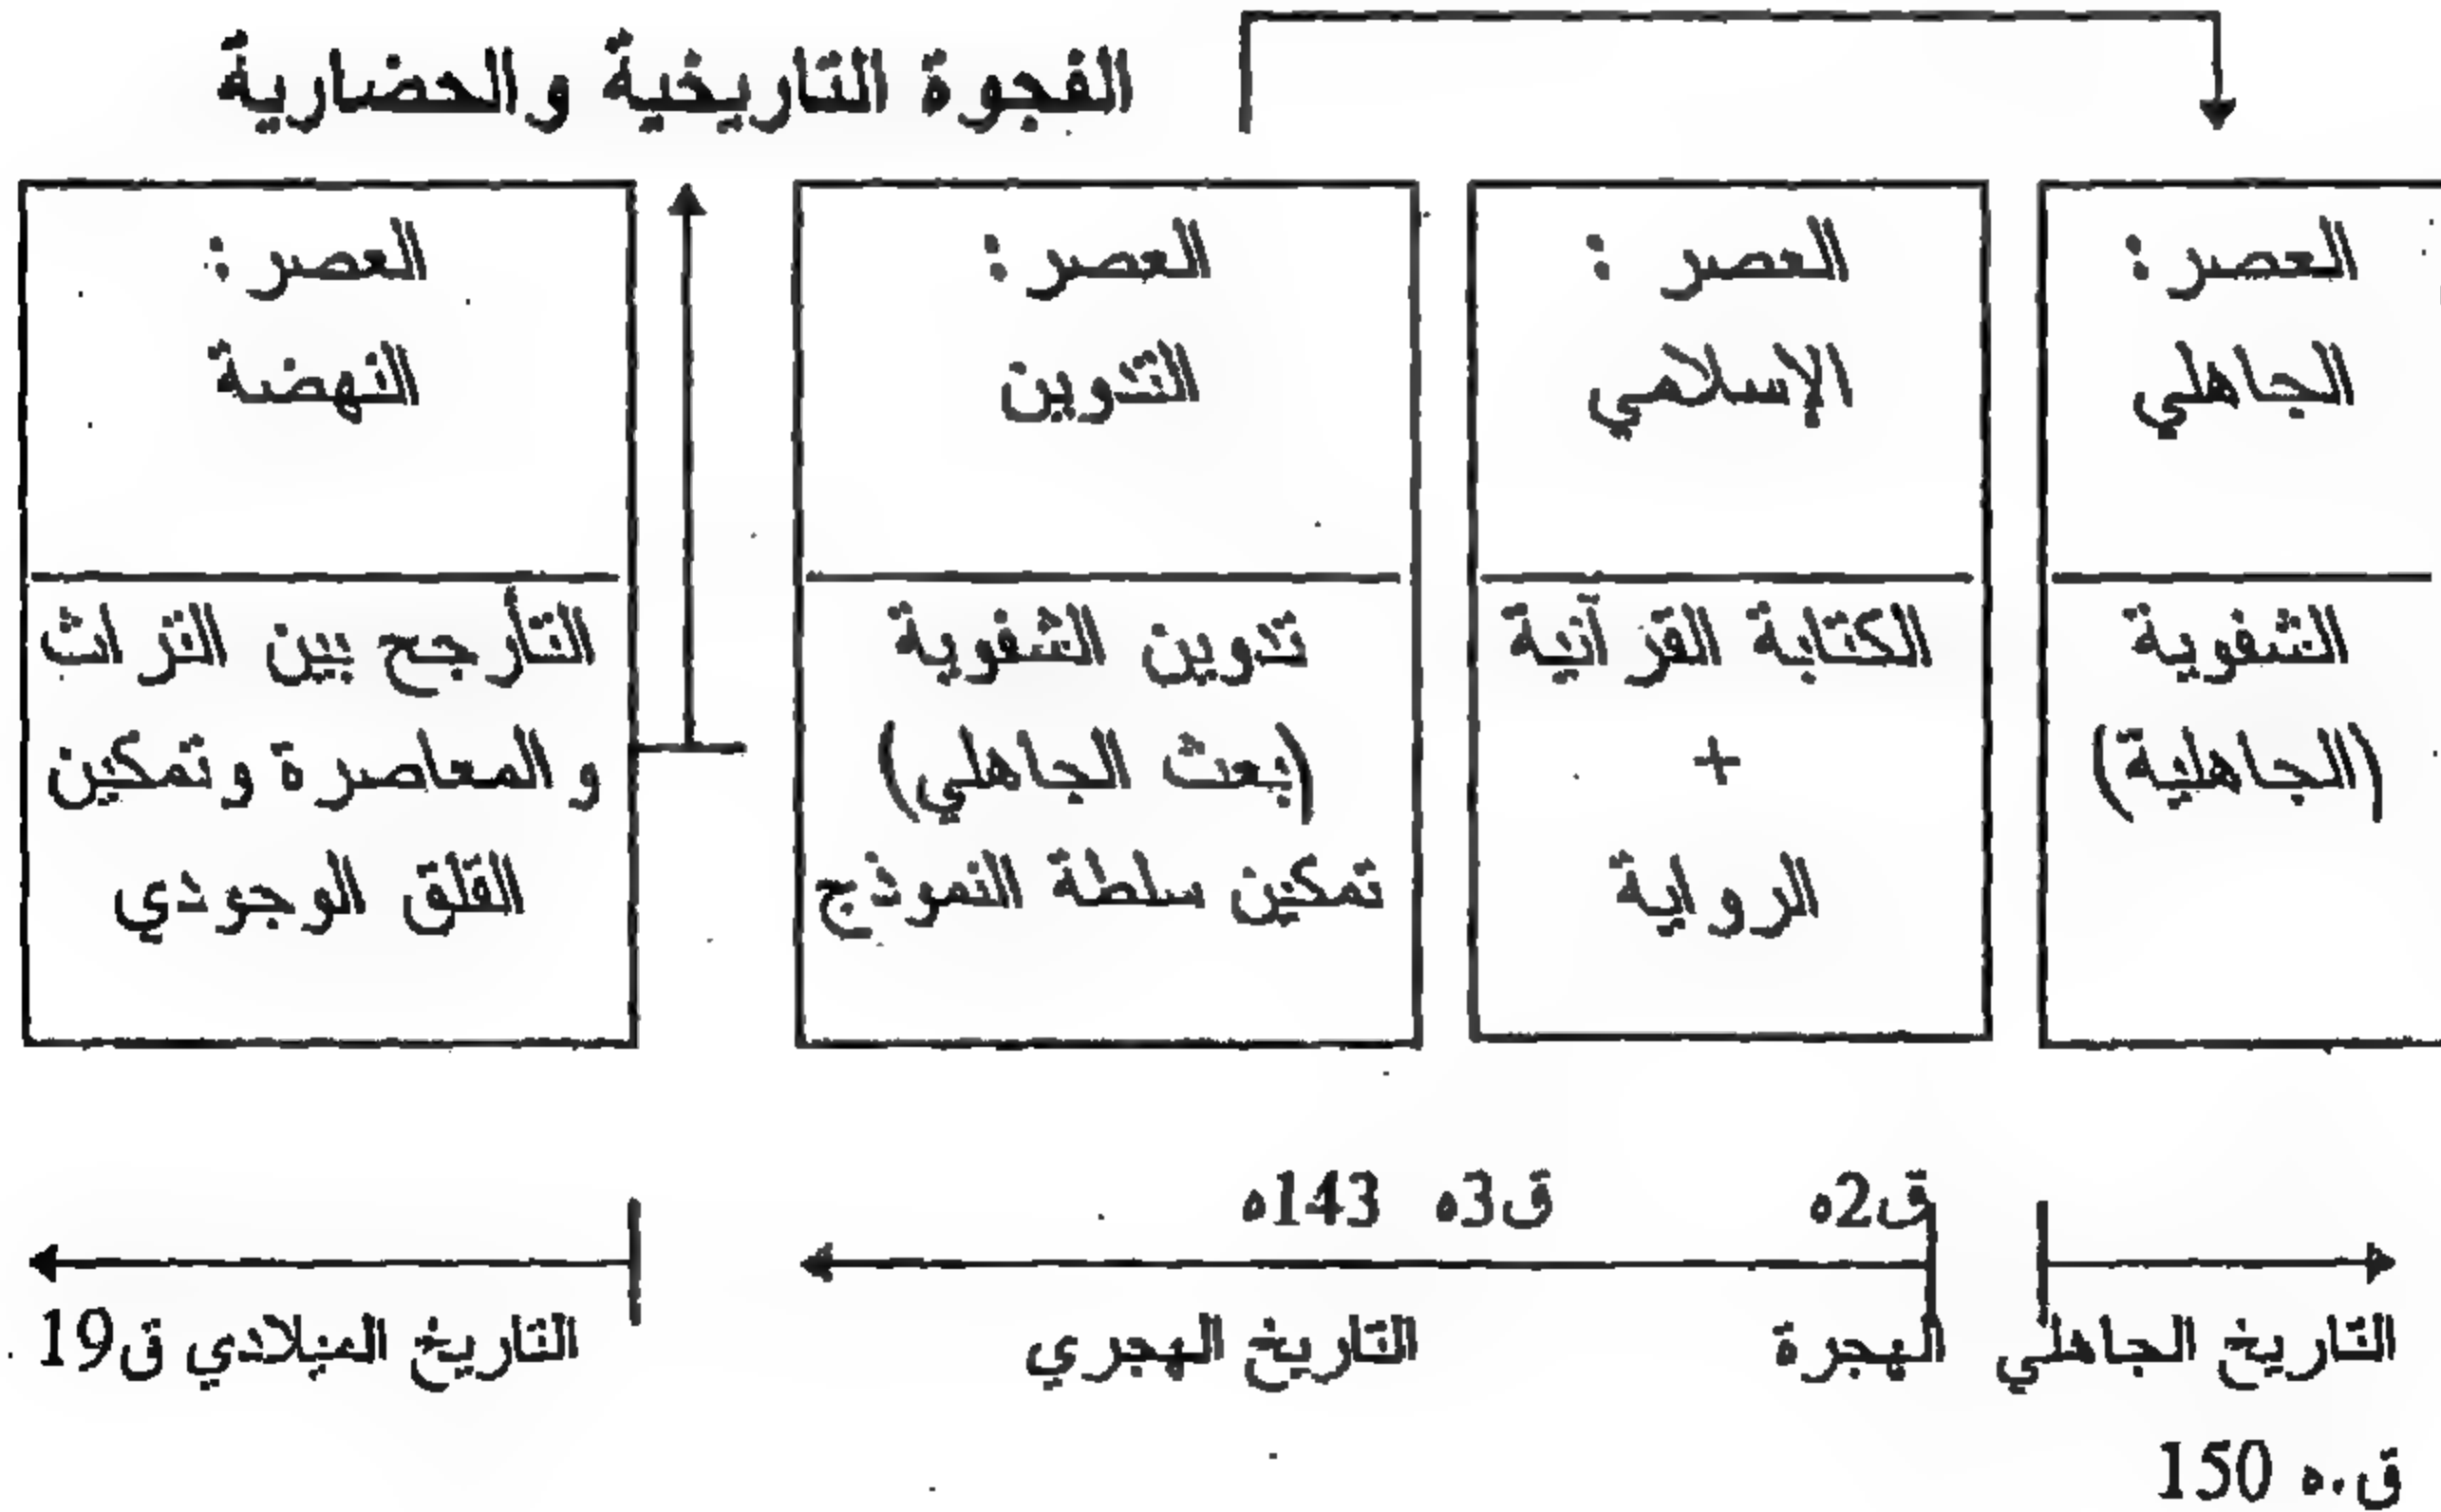 الفجوة التاريخية والحضارية
العصر :
الجاهلي
الشفوية
(الجاهلية)
العصر :
الإسلامي
الكتابة القرآنية
+
الرواية
العصر :
التدوين
تدوين الشفوية
(بعث الجاهلي)
تمكين سلطة النموذج
العصر :
النهضة
التأرجح بين التراث
والمعاصرة وتمكين
القلق الوجودي
ق2ه ق3ه 143ه
التاريخ الجاهلي الهجرة التاريخ الهجري التاريخ الميلادي ق19
ق.ه 150